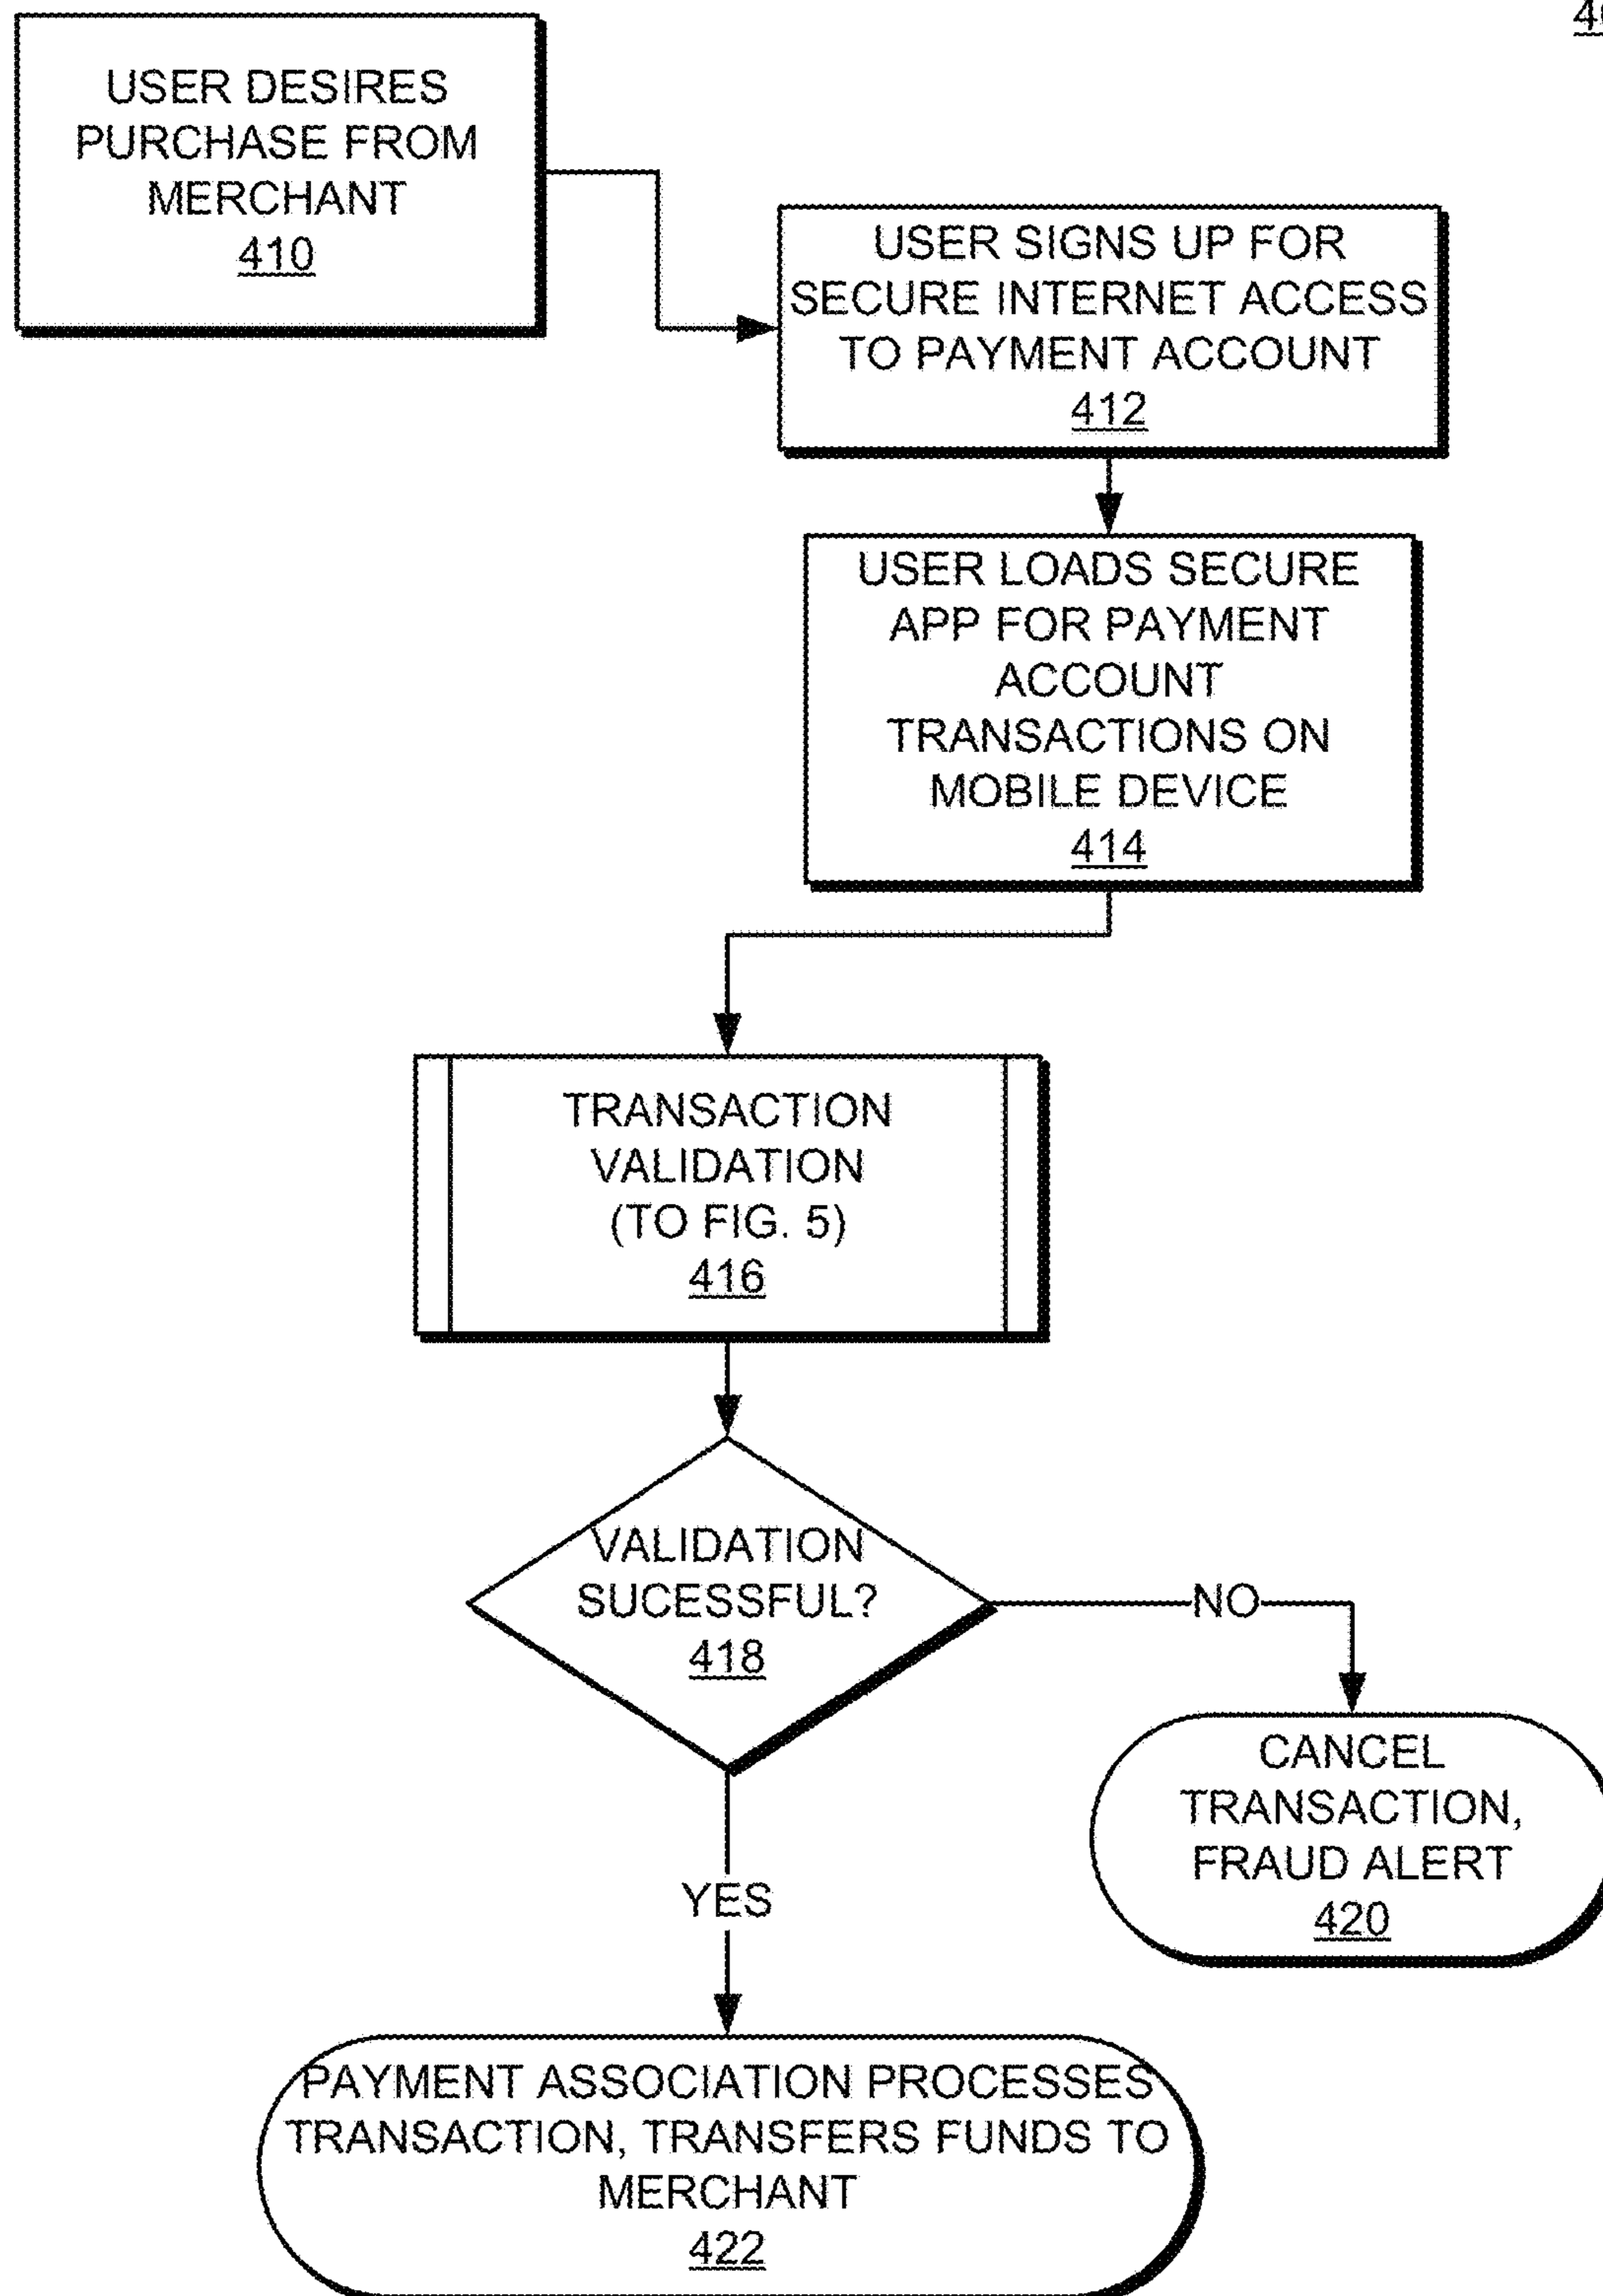 USER DESIRES
PURCHASE FROM
MERCHANT
410
USER SIGNS UP FOR
SECURE INTERNET ACCESS
TO PAYMENT ACCOUNT
412
USER LOADS SECURE
APP FOR PAYMENT
ACCOUNT
TRANSACTIONS ON
MOBILE DEVICE
414
TRANSACTION
VALIDATION
(TO FIG. 5)
416
VALIDATION
SUCESSFUL?
418
NO
CANCEL
TRANSACTION,
FRAUD ALERT
420
YES
PAYMENT ASSOCIATION PROCESSES
TRANSACTION, TRANSFERS FUNDS TO
MERCHANT
422